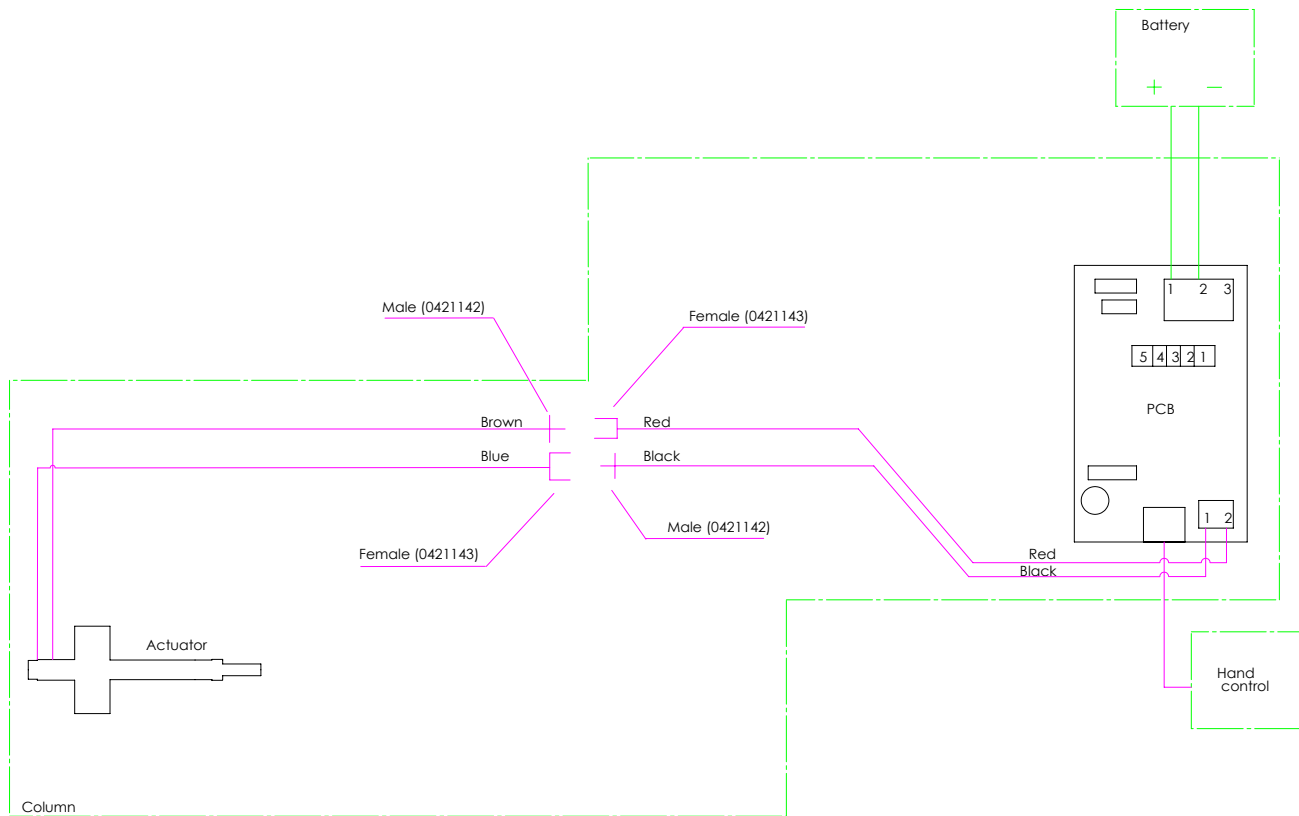 Battery
+ −
1 2 3
Male (0421142)
Female (0421143)
5 4 3 2 1
PCB
Brown
Red
Blue
Black
1 2
Male (0421142)
Female (0421143)
Red
Black
Actuator
Hand
control
Column